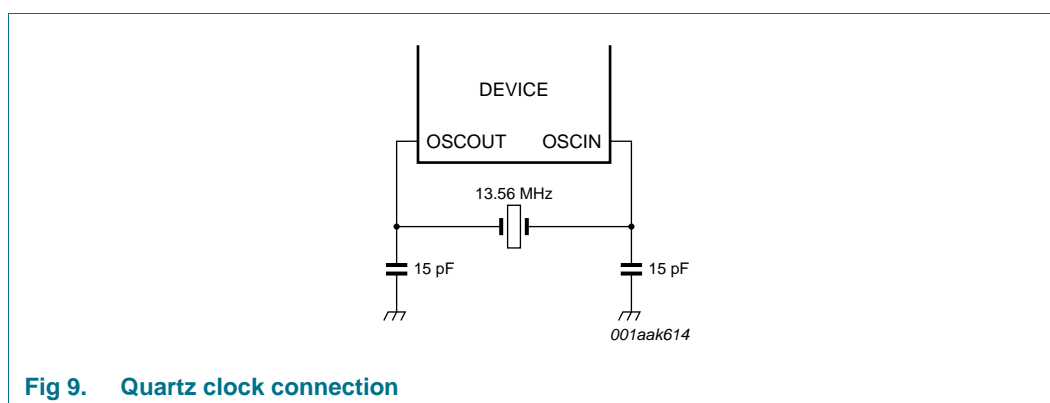 DEVICE
OSCOUT OSCIN
13.56 MHz
15 pF 15 pF
001aak614
Fig 9. Quartz clock connection